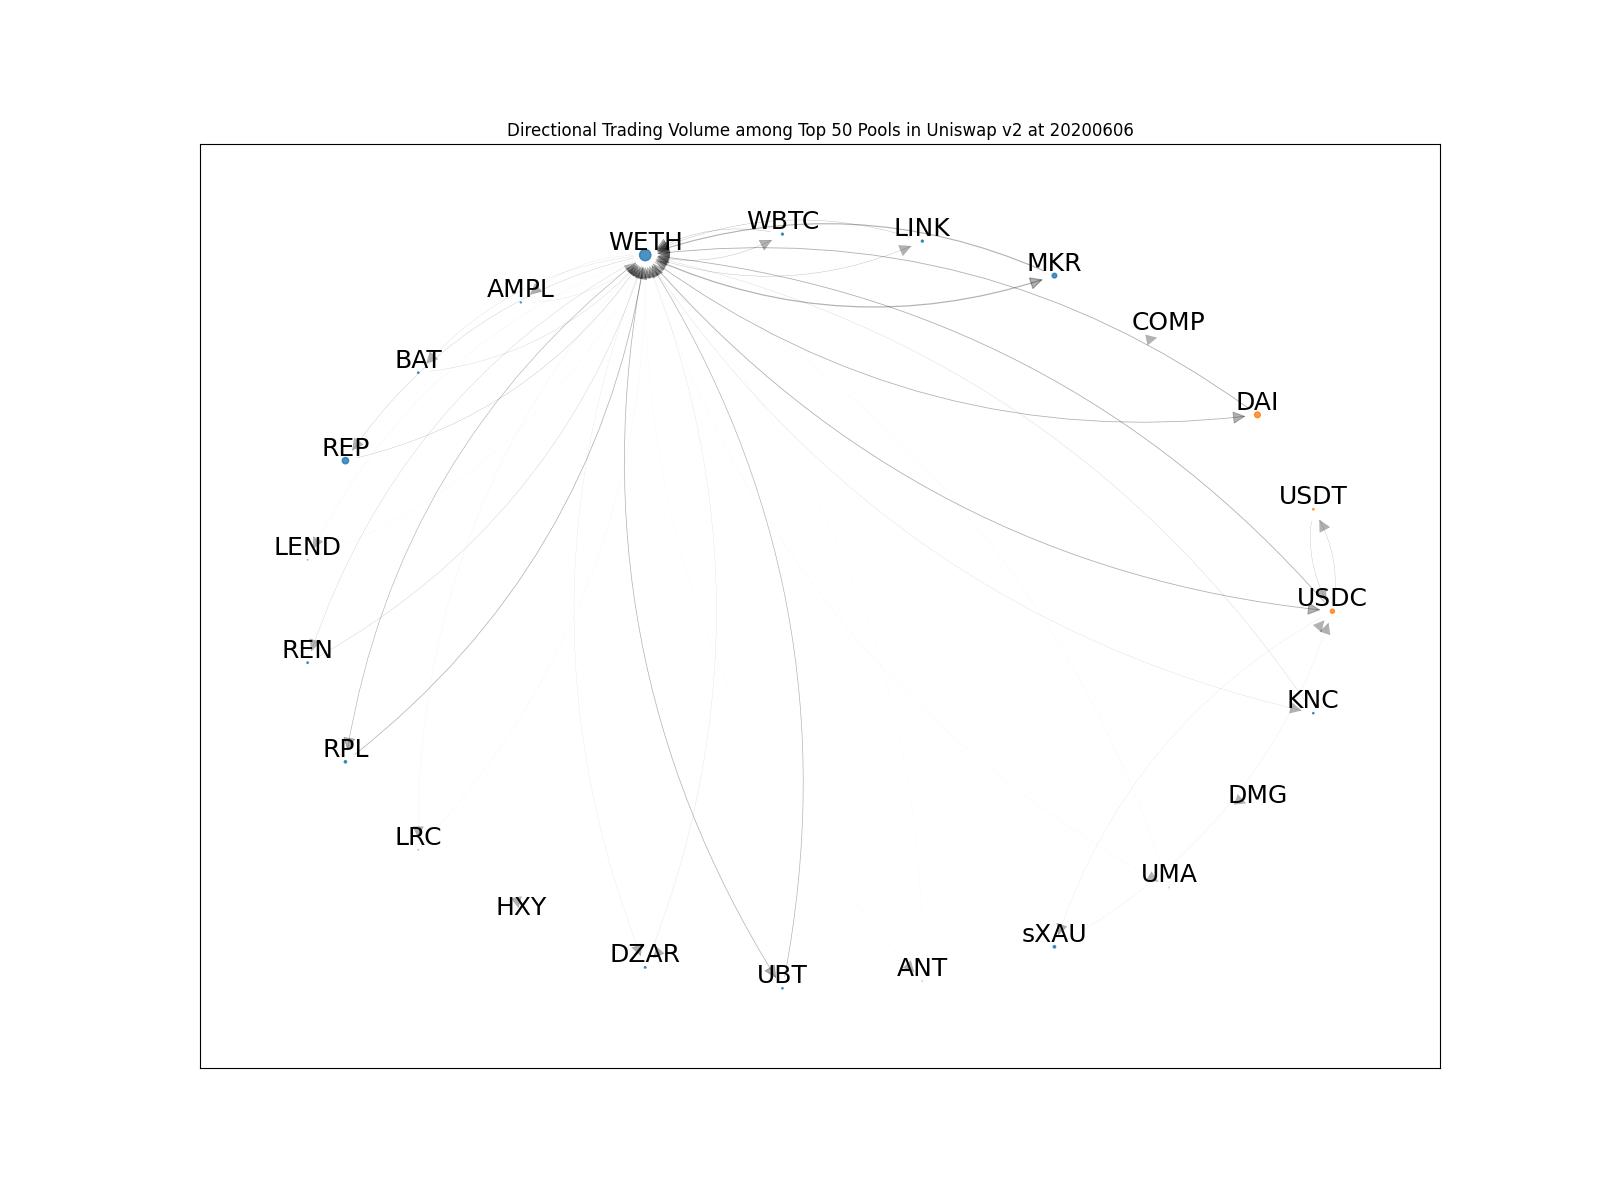 Directional Trading Volume among Top 50 Pools in Uniswap v2 at 20200606
WBTC
LINK
WETH
MKR
AMPL
COMP
BAT
DAI
REP
USDT
LEND
USDC
REN
KNC
RPL
DMG
LRC
UMA
HXY
sXAU
DZAR
ANT
UBT